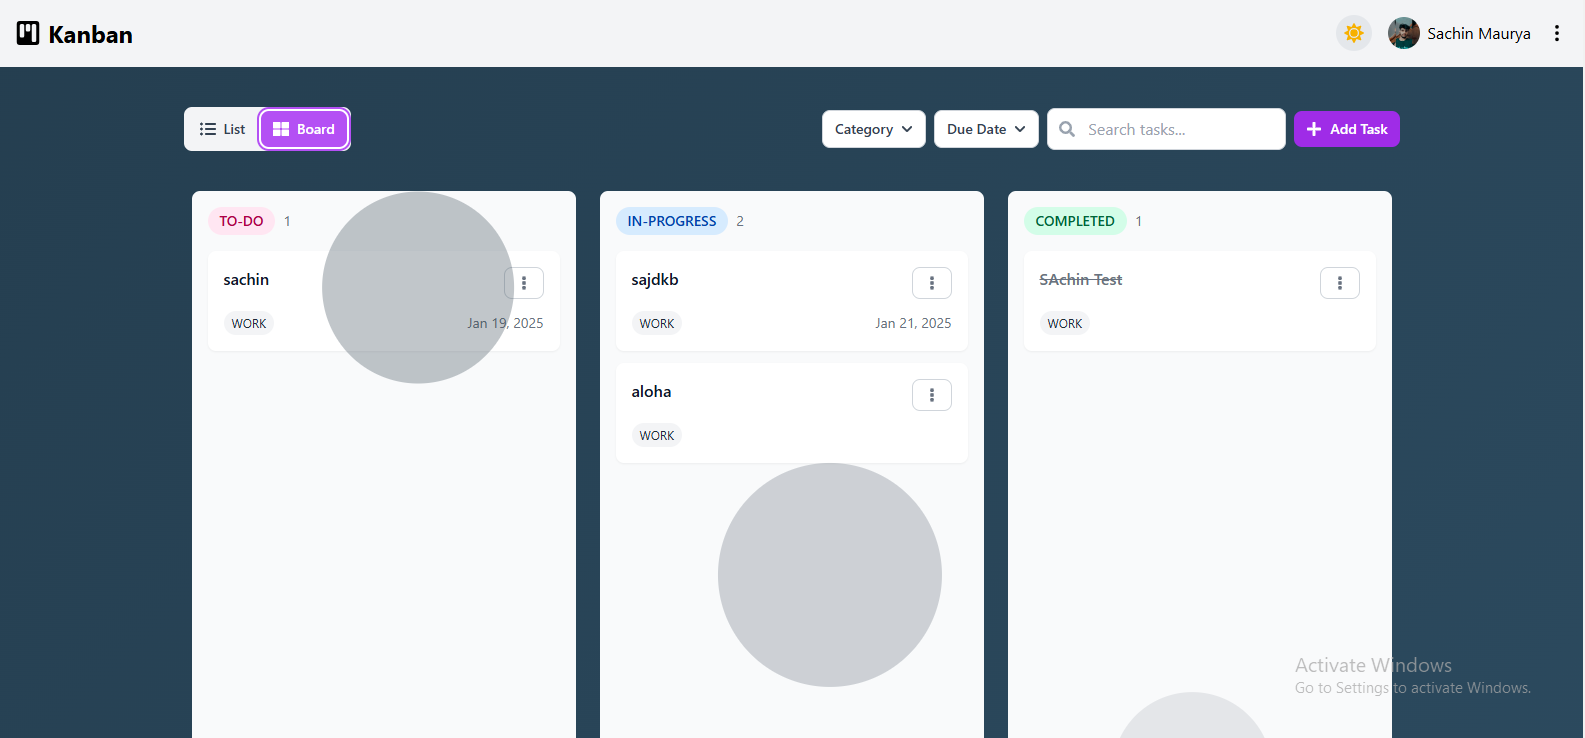 Kanban
Sachin Maurya
List
Board
Category
Due Date
Search tasks...
Add Task
TO-DO 1
sachin
WORK
Jan 19, 2025
IN-PROGRESS 2
sajdkb
WORK
Jan 21, 2025
aloha
WORK
COMPLETED 1
SAchin Test
WORK
Activate Windows
Go to Settings to activate Windows.